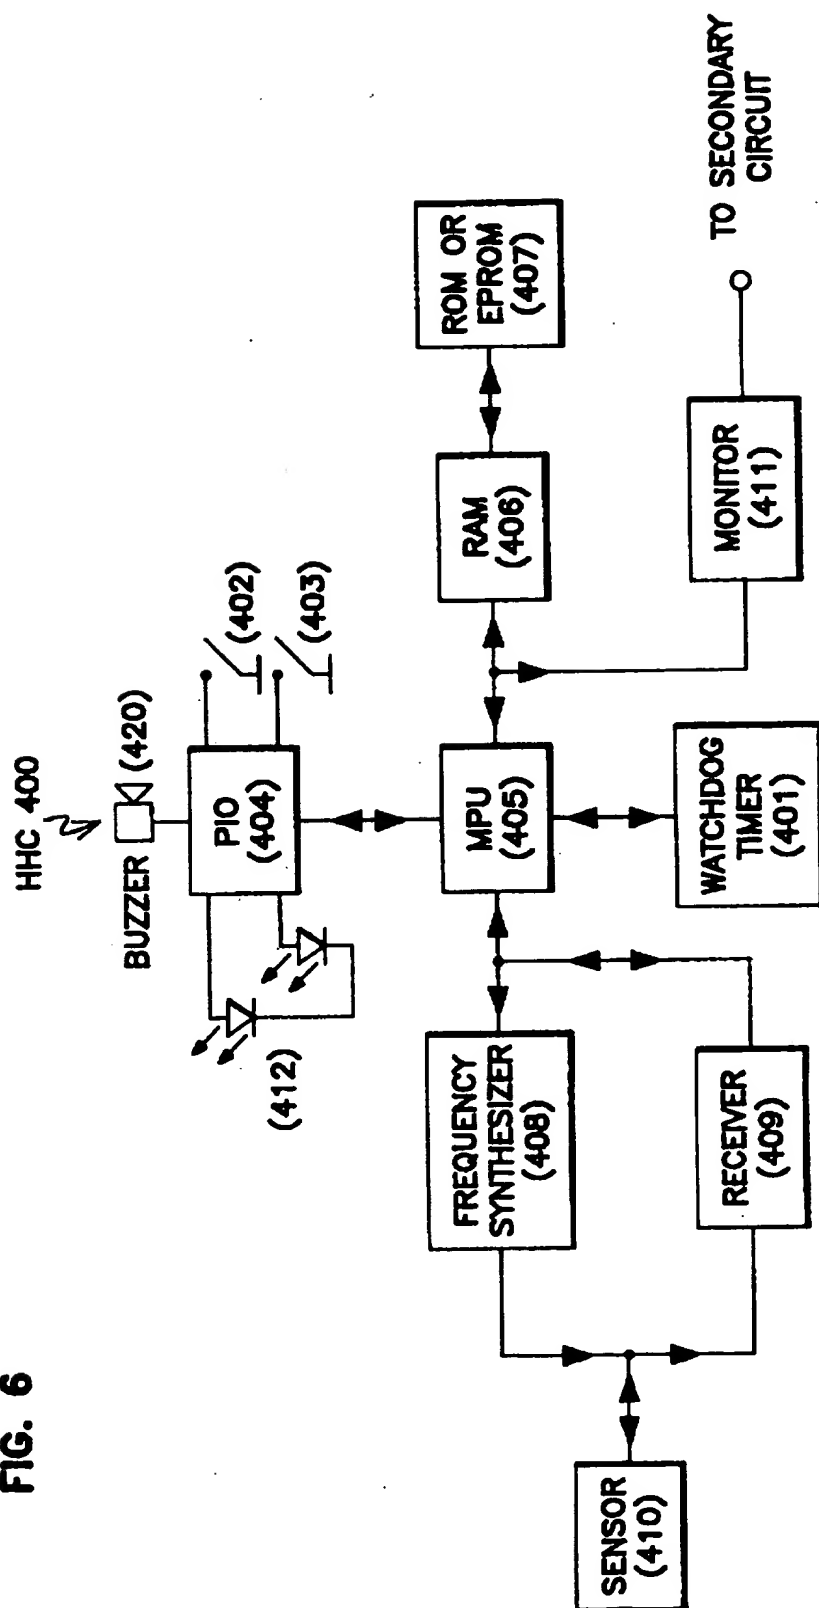 FIG. 6
HHC 400
BUZZER
(420)
(412)
PIO
(404)
(402)
(403)
FREQUENCY
SYNTHESIZER
(408)
MPU
(405)
RAM
(406)
ROM OR
EPROM
(407)
SENSOR
(410)
RECEIVER
(409)
WATCHDOG
TIMER
(401)
MONITOR
(411)
TO SECONDARY
CIRCUIT